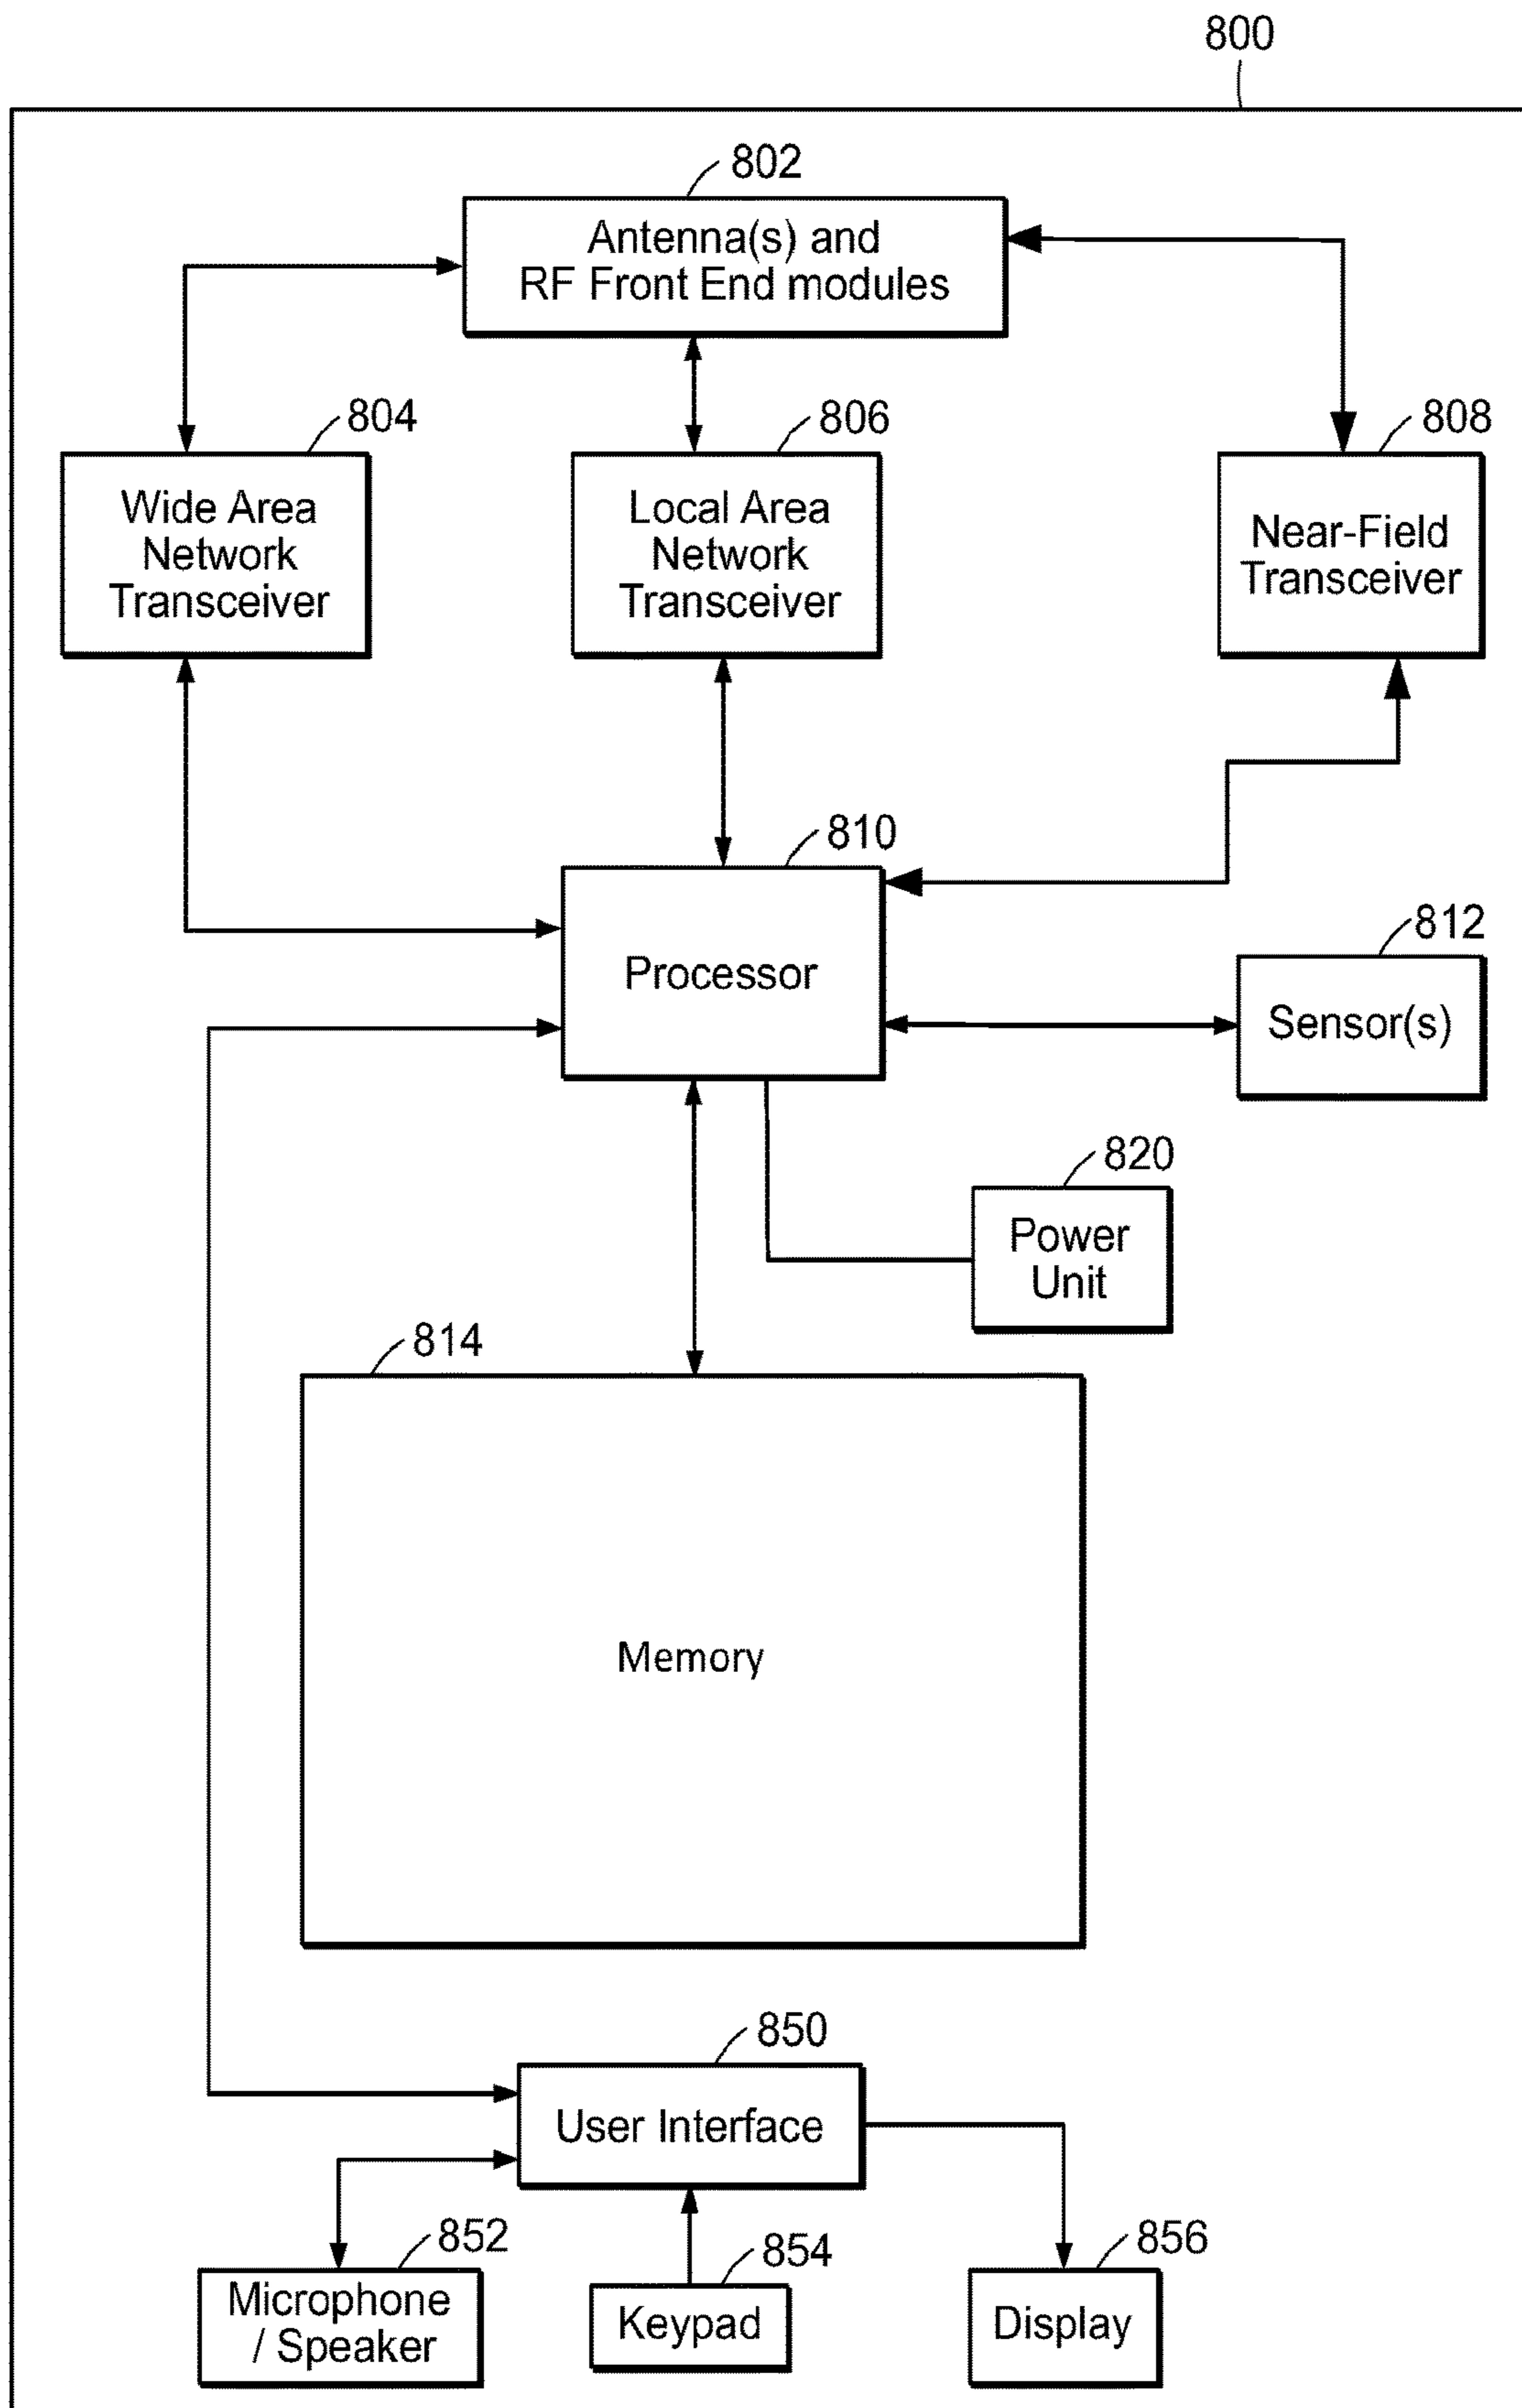 800
802
Antenna(s) and
RF Front End modules
804
806
808
Wide Area
Network
Transceiver
Local Area
Network
Transceiver
Near-Field
Transceiver
810
Processor
812
Sensor(s)
820
Power
Unit
814
Memory
850
User Interface
852
Microphone
/ Speaker
854
Keypad
856
Display